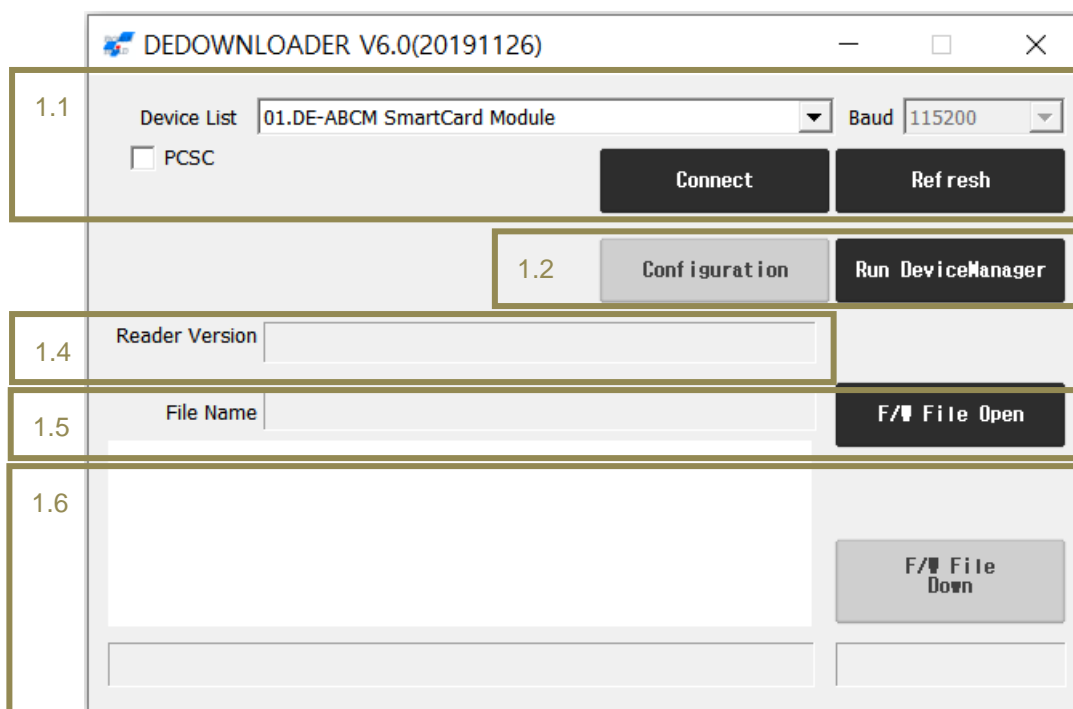 DEDOWNLOADER V6.0(20191126)
1.1
Device List 01.DE-ABCM SmartCard Module Baud 115200
PCSC
Connect Refresh
1.2 Configuration Run DeviceManager
Reader Version
1.4
File Name F/W File Open
1.5
1.6
F/W File
Down